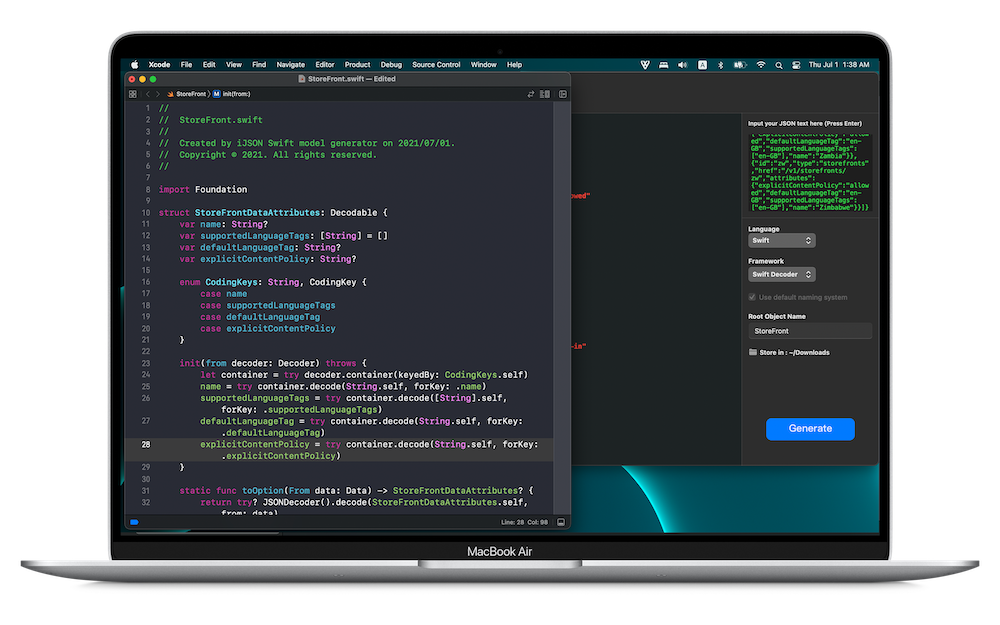 Xcode File Edit View Find Navigate Editor Product Debug Source Control Window Help A Thu Jul 1 1:38 AM
StoreFront.swift — Edited
StoreFront M init(from:)
1 //
2 // StoreFront.swift
3 //
4 // Created by iJSON Swift model generator on 2021/07/01.
5 // Copyright © 2021. All rights reserved.
6 //
7
8 import Foundation
9
10 struct StoreFrontDataAttributes: Decodable {
11 var name: String?
12 var supportedLanguageTags: [String] = []
13 var defaultLanguageTag: String?
14 var explicitContentPolicy: String?
15
16 enum CodingKeys: String, CodingKey {
17 case name
18 case supportedLanguageTags
19 case defaultLanguageTag
20 case explicitContentPolicy
21 }
22
23 init(from decoder: Decoder) throws {
24 let container = try decoder.container(keyedBy: CodingKeys.self)
25 name = try container.decode(String.self, forKey: .name)
26 supportedLanguageTags = try container.decode([String].self,
forKey: .supportedLanguageTags)
27 defaultLanguageTag = try container.decode(String.self, forKey:
.defaultLanguageTag)
28 explicitContentPolicy = try container.decode(String.self, forKey:
.explicitContentPolicy)
29 }
30
31 static func toOption(From data: Data) -> StoreFrontDataAttributes? {
32 return try? JSONDecoder().decode(StoreFrontDataAttributes.self,
from: data)
Line: 28 Col: 98
owed"
-in"
Input your JSON text here (Press Enter)
{"explicitContentPolicy":"allow
ed","defaultLanguageTag":"en-
GB","supportedLanguageTags":
["en-GB"],"name":"Zambia"}},
{"id":"zw","type":"storefronts"
,"href":"/v1/storefronts/
zw","attributes":
{"explicitContentPolicy":"allow
ed","defaultLanguageTag":"en-
GB","supportedLanguageTags":
["en-GB"],"name":"Zimbabwe"}}]}
Language
Swift
Framework
Swift Decoder
Use default naming system
Root Object Name
StoreFront
Store in : ~/Downloads
Generate
MacBook Air